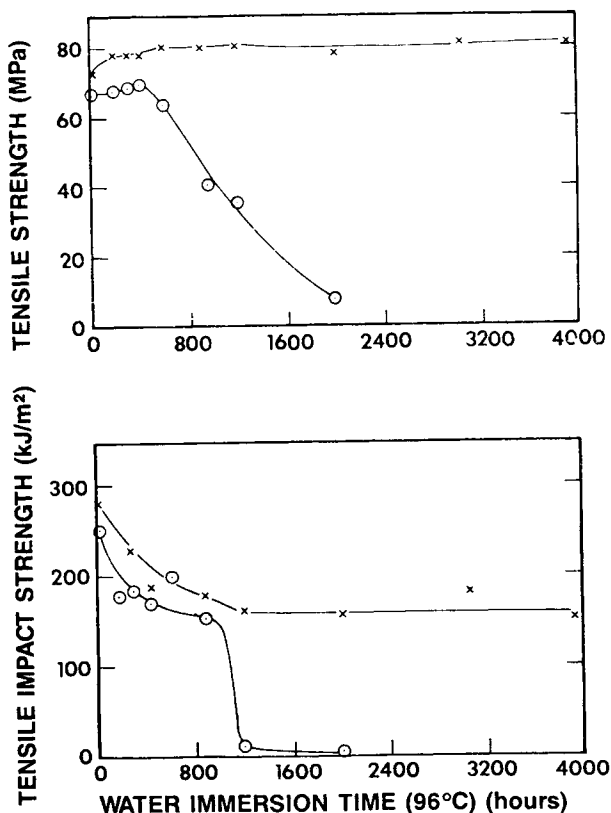 TENSILE STRENGTH (MPa)
80
60
40
20
0
0 800 1600 2400 3200 4000
TENSILE IMPACT STRENGTH (kJ/m²)
300
200
100
0
0 800 1600 2400 3200 4000
WATER IMMERSION TIME (96°C) (hours)